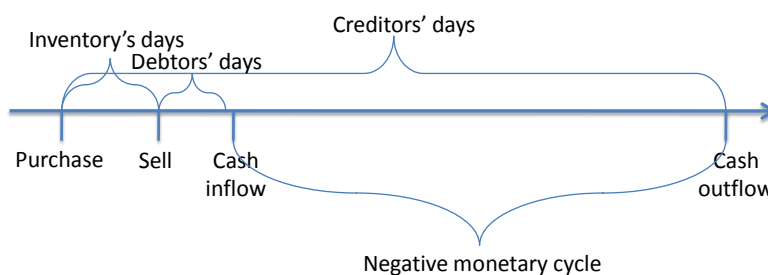 Creditors’ days
Inventory’s days
Debtors’ days
Purchase
Sell
Cash
inflow
Cash
outflow
Negative monetary cycle